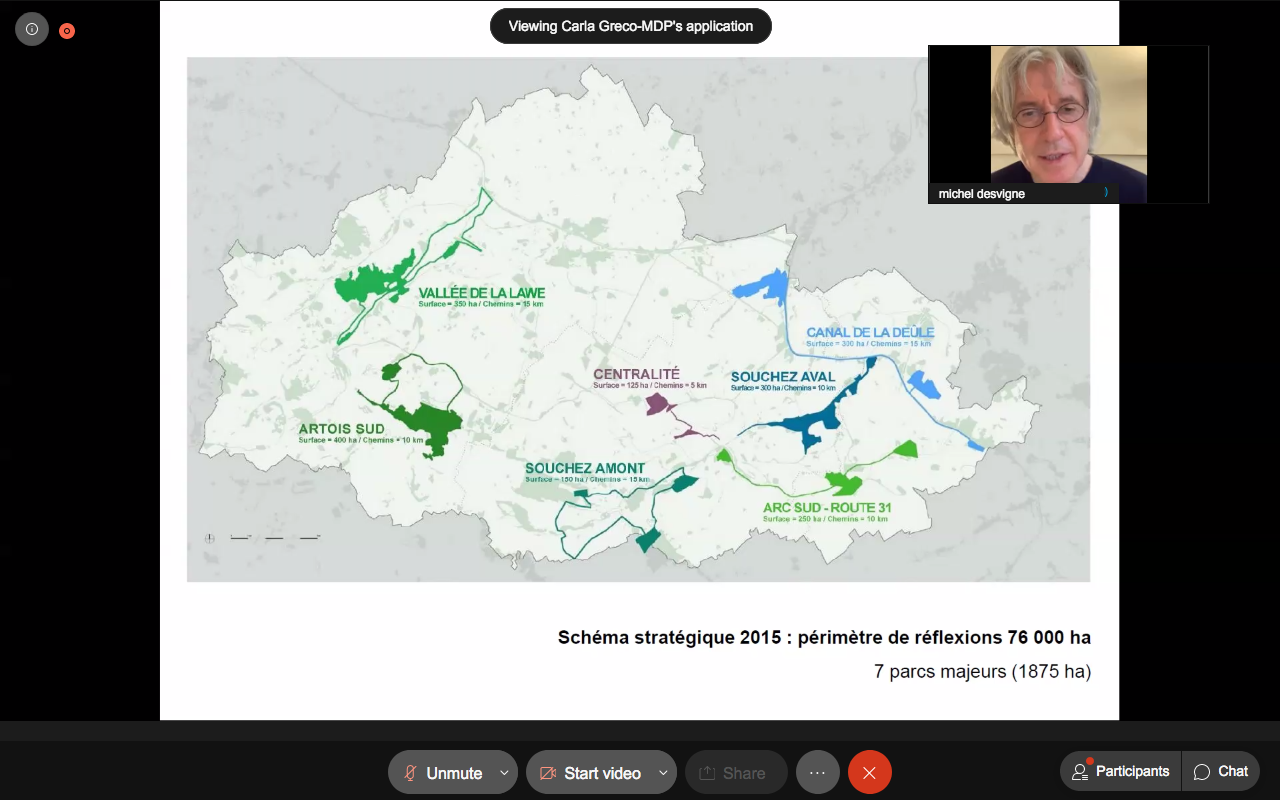 Viewing Carla Greco-MDP's application
michel desvigne
VALLÉE DE LA LAWE
Surface = 350 ha / Chemins = 15 km
CANAL DE LA DEÛLE
Surface = 300 ha / Chemins = 15 km
CENTRALITÉ
Surface = 125 ha / Chemins = 5 km
SOUCHEZ AVAL
Surface = 300 ha / Chemins = 10 km
ARTOIS SUD
Surface = 400 ha / Chemins = 10 km
SOUCHEZ AMONT
Surface = 150 ha / Chemins = 15 km
ARC SUD - ROUTE 31
Surface = 250 ha / Chemins = 10 km
Schéma stratégique 2015 : périmètre de réflexions 76 000 ha
7 parcs majeurs (1875 ha)
Unmute
Start video
Share
Participants
Chat